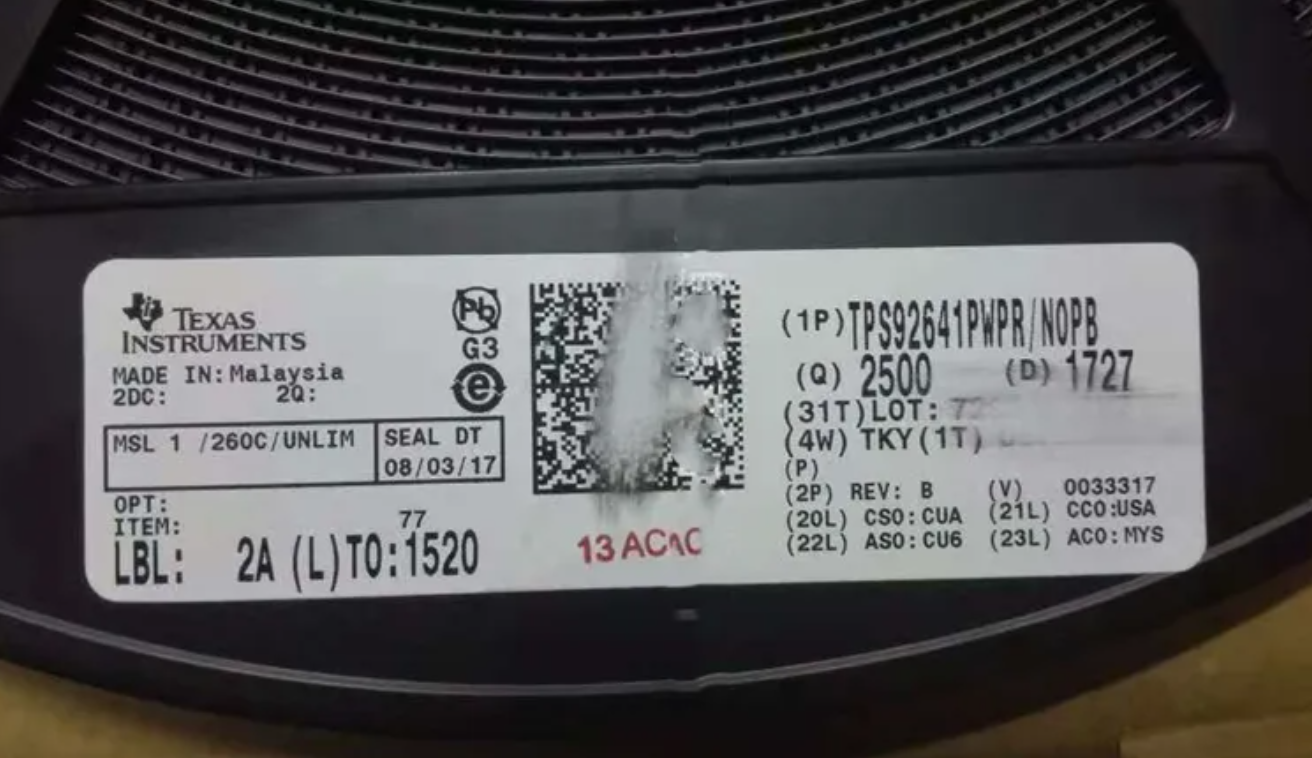 TEXAS
INSTRUMENTS
MADE IN: Malaysia
2DC: 2Q:
Pb
G3
e
MSL 1 /260C/UNLIM
SEAL DT
08/03/17
OPT:
ITEM: 77
LBL: 2A (L)TO:1520
(1P)TPS92641PWPR/NOPB
(Q) 2500 (D) 1727
(31T)LOT:
(4W) TKY(1T)
(P)
(2P) REV: B (V) 0033317
(20L) CSO:CUA (21L) CCO:USA
(22L) ASO:CU6 (23L) ACO:MYS